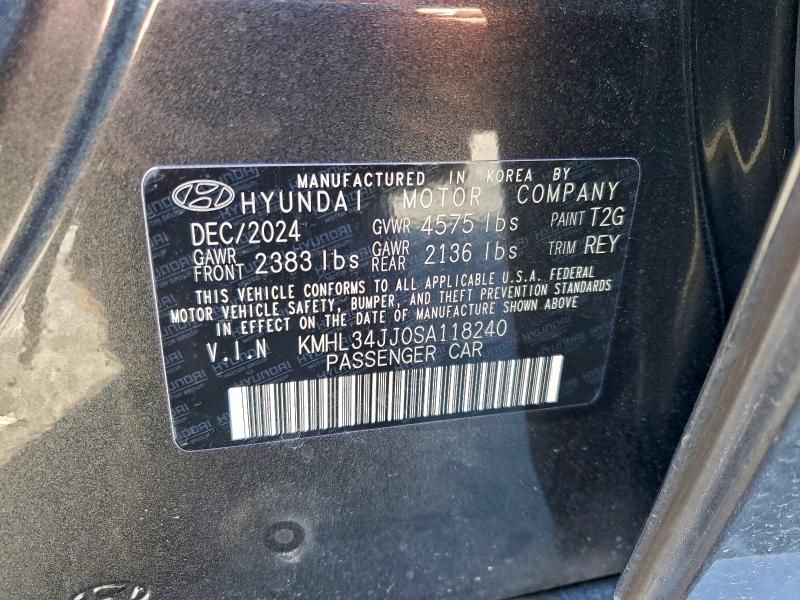 MANUFACTURED IN KOREA BY
HYUNDAI MOTOR COMPANY
DEC/2024 GVWR 4575 lbs PAINT T2G
GAWR FRONT 2383 lbs GAWR REAR 2136 lbs TRIM REY
THIS VEHICLE CONFORMS TO ALL APPLICABLE U.S.A. FEDERAL
MOTOR VEHICLE SAFETY, BUMPER, AND THEFT PREVENTION STANDARDS
IN EFFECT ON THE DATE OF MANUFACTURE SHOWN ABOVE
V.I.N KMHL34JJ0SA118240
PASSENGER CAR